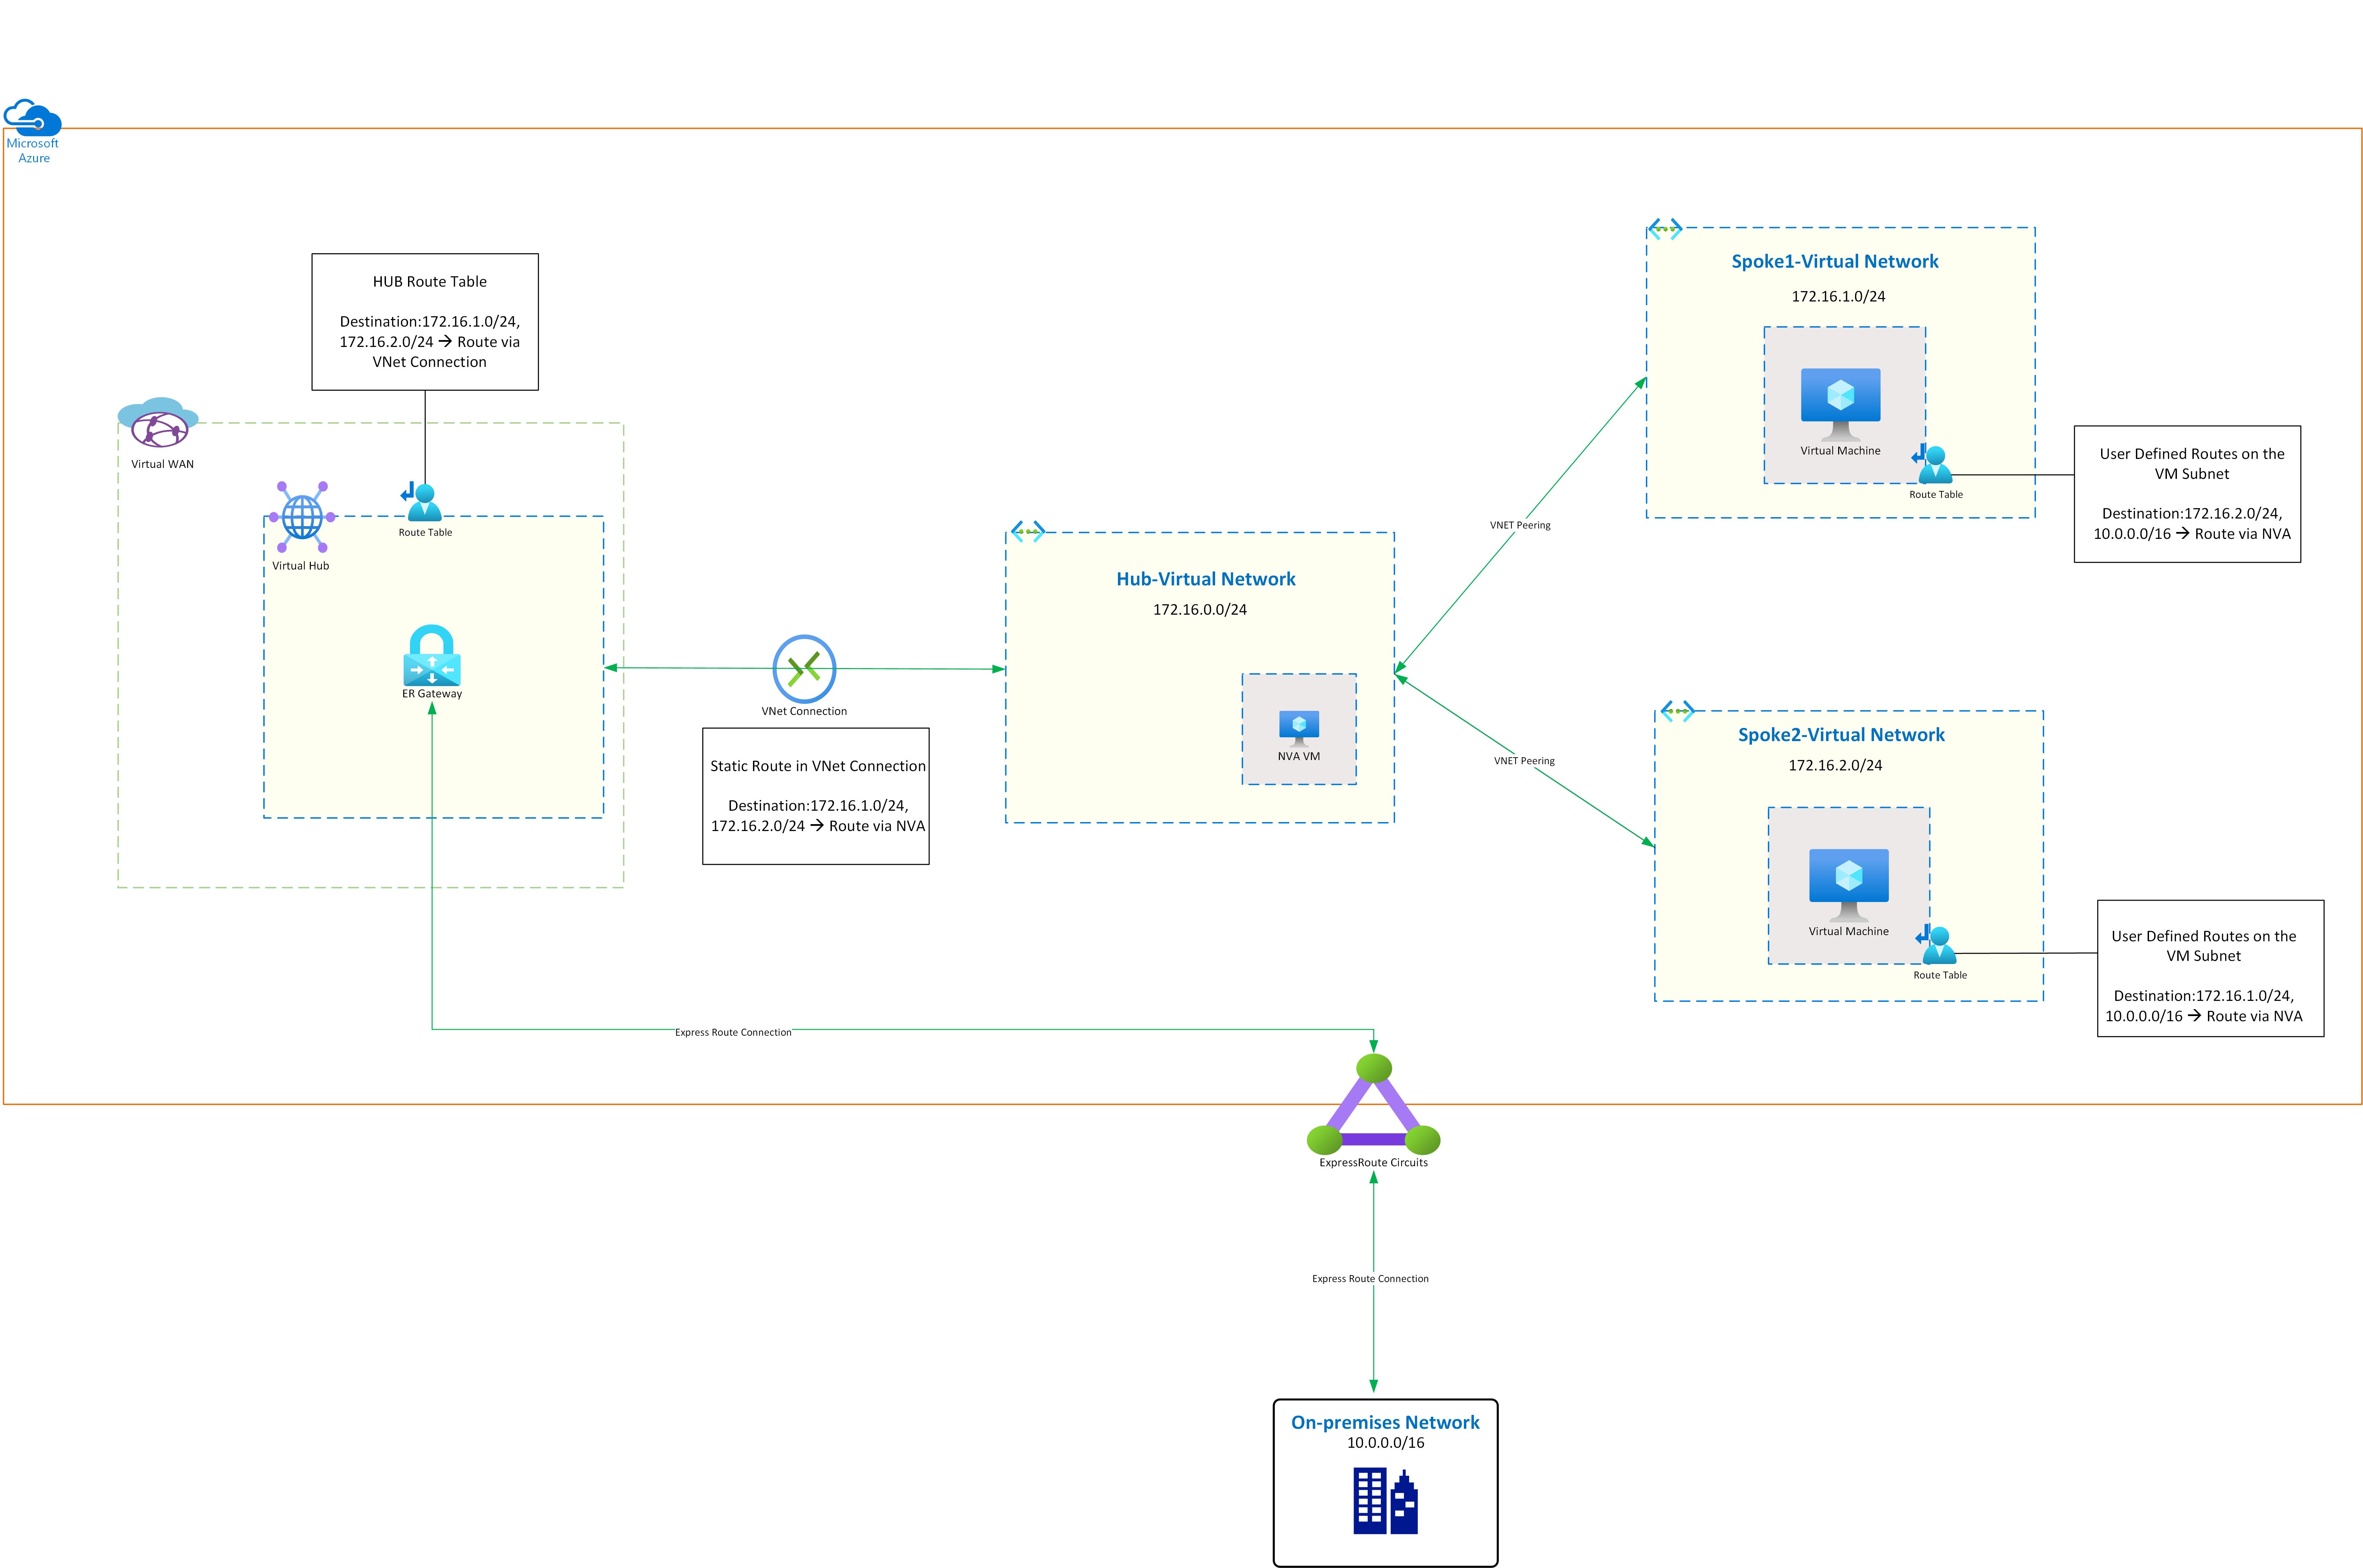 Microsoft
Azure
HUB Route Table
Destination:172.16.1.0/24,
172.16.2.0/24 → Route via
VNet Connection
Virtual WAN
Virtual Hub
Route Table
ER Gateway
VNet Connection
Static Route in VNet Connection
Destination:172.16.1.0/24,
172.16.2.0/24 → Route via NVA
Hub-Virtual Network
172.16.0.0/24
NVA VM
VNET Peering
VNET Peering
Spoke1-Virtual Network
172.16.1.0/24
Virtual Machine
Route Table
User Defined Routes on the
VM Subnet
Destination:172.16.2.0/24,
10.0.0.0/16 → Route via NVA
Spoke2-Virtual Network
172.16.2.0/24
Virtual Machine
Route Table
User Defined Routes on the
VM Subnet
Destination:172.16.1.0/24,
10.0.0.0/16 → Route via NVA
Express Route Connection
ExpressRoute Circuits
Express Route Connection
On-premises Network
10.0.0.0/16